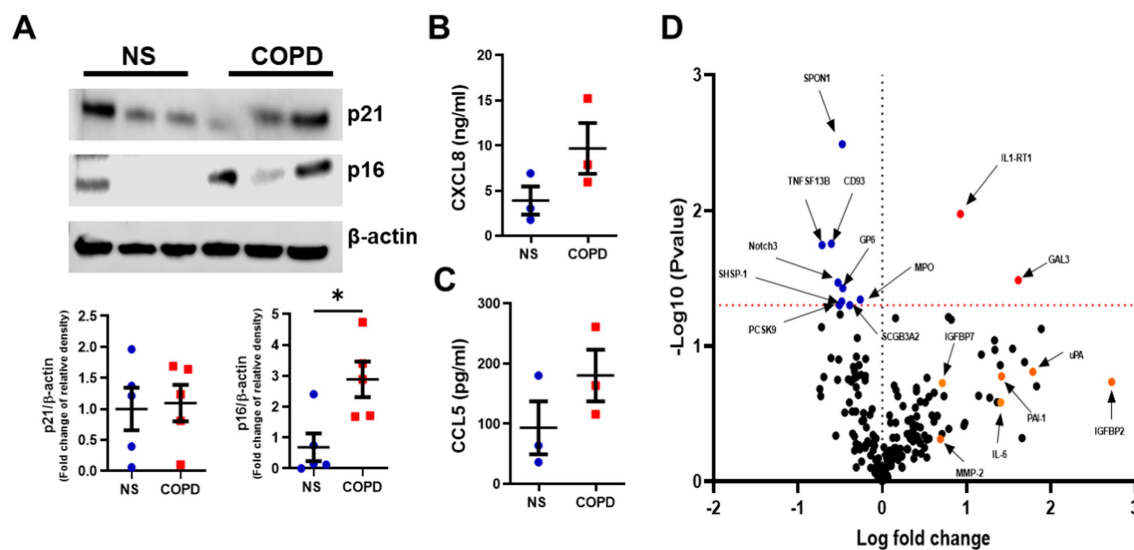 A
NS
COPD
p21
p16
β-actin
p21/β-actin
(Fold change of relative density)
2.5
2.0
1.5
1.0
0.5
0.0
NS
COPD
p16/β-actin
(Fold change of relative density)
5
4
3
2
1
0
*
NS
COPD
B
CXCL8 (ng/ml)
20
15
10
5
0
NS
COPD
C
CCL5 (pg/ml)
300
200
100
0
NS
COPD
D
-Log10 (Pvalue)
3
2
1
0
SPON1
IL1-RT1
TNFSF13B
CD93
Notch3
GP6
MPO
GAL3
SHSP-1
PCSK9
SCGB3A2
IGFBP7
uPA
PAI-1
IL-6
IGFBP2
MMP-2
-2
-1
0
1
2
3
Log fold change